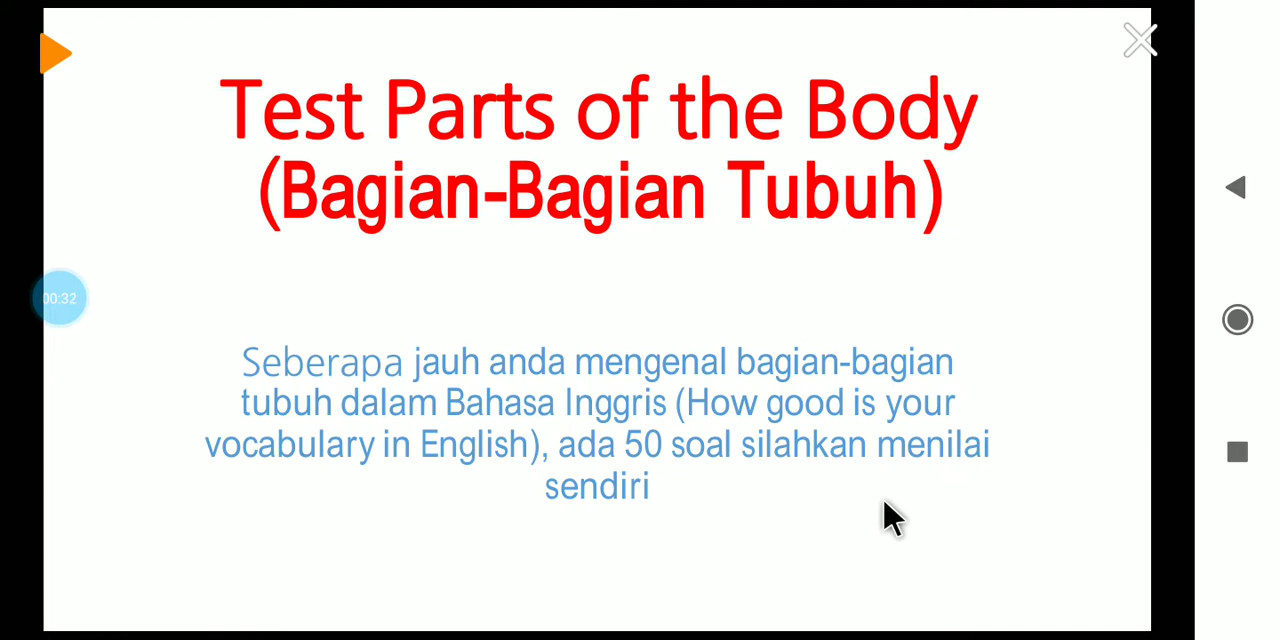 Test Parts of the Body
(Bagian-Bagian Tubuh)
00:32
Seberapa jauh anda mengenal bagian-bagian
tubuh dalam Bahasa Inggris (How good is your
vocabulary in English), ada 50 soal silahkan menilai
sendiri